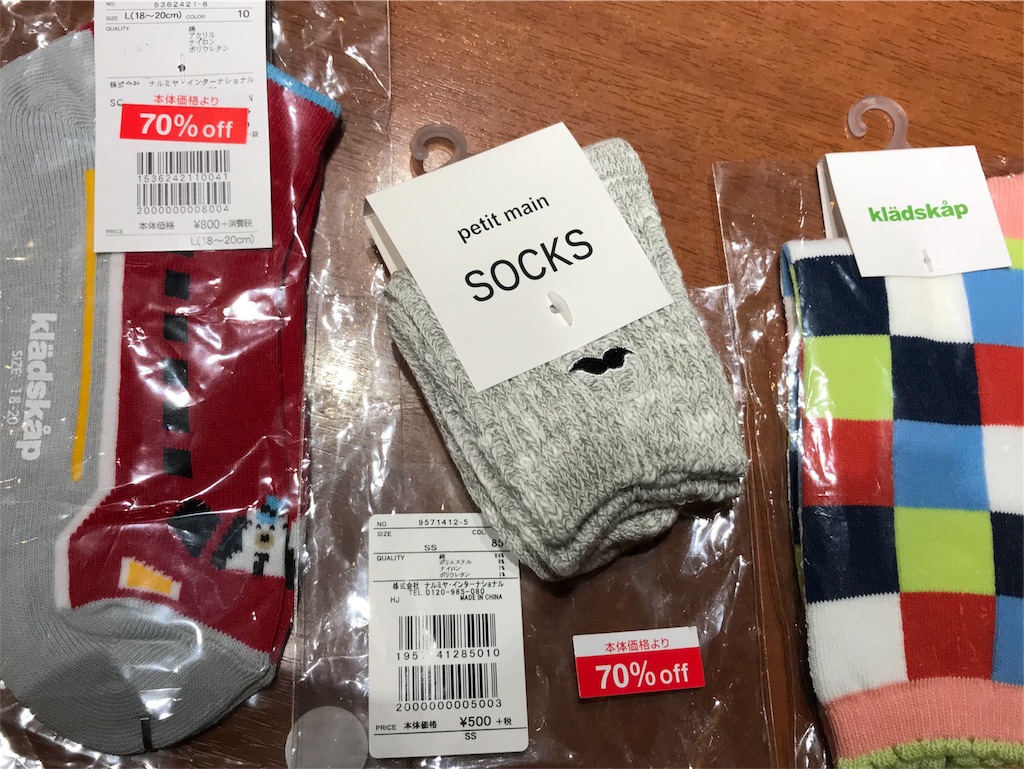 NO. 5362421-8
SIZE L(18～20cm) COLOR 10
QUALITY 綿
アクリル
ナイロン
ポリウレタン
株式会社 ナルミヤ・インターナショナル
本体価格より
70% off
1536242110041
2000000008004
PRICE 本体価格 ¥800+消費税
L(18～20cm)
klädskåp
SIZE 18-20
petit main
SOCKS
klädskåp
NO. 9571412-5
SIZE
SS 85
QUALITY 綿
ポリエステル
ナイロン
ポリウレタン
株式会社 ナルミヤ・インターナショナル
TEL.0120-985-080
HJ MADE IN CHINA
41285010
2000000005003
PRICE 本体価格 ¥500 +税
SS
本体価格より
70% off